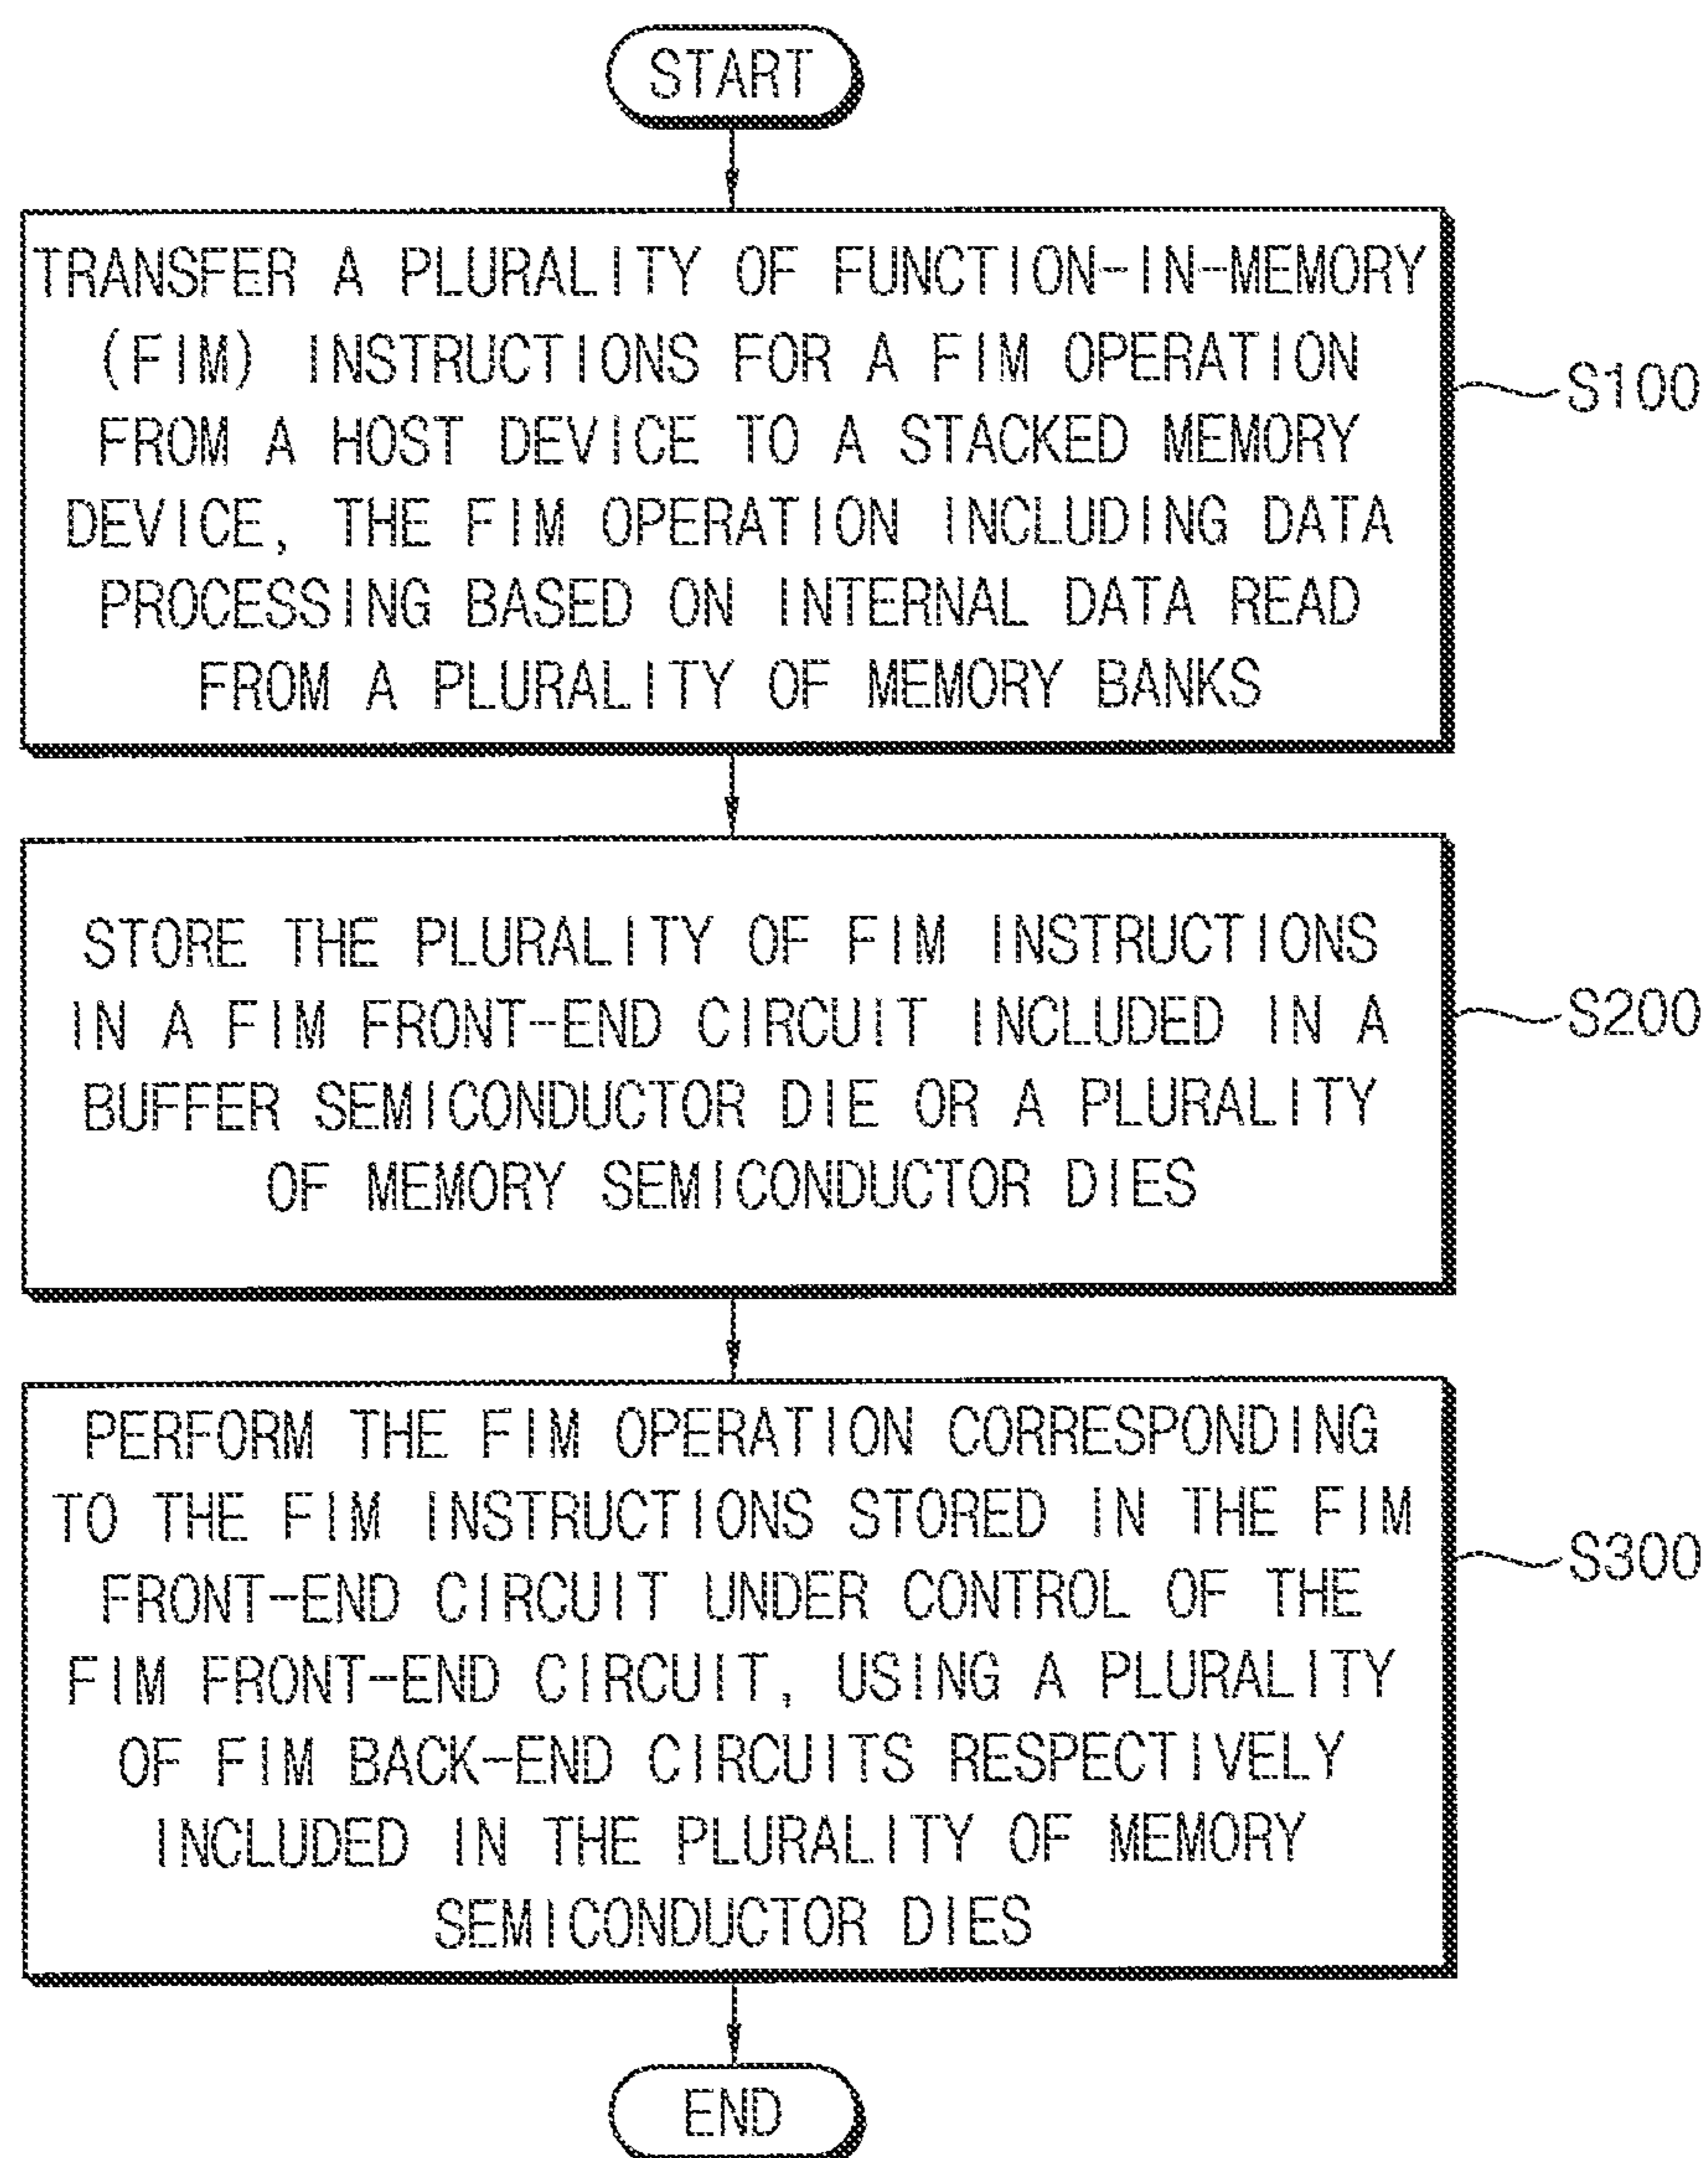 START
TRANSFER A PLURALITY OF FUNCTION-IN-MEMORY
(FIM) INSTRUCTIONS FOR A FIM OPERATION
FROM A HOST DEVICE TO A STACKED MEMORY
DEVICE, THE FIM OPERATION INCLUDING DATA
PROCESSING BASED ON INTERNAL DATA READ
FROM A PLURALITY OF MEMORY BANKS
S100
STORE THE PLURALITY OF FIM INSTRUCTIONS
IN A FIM FRONT-END CIRCUIT INCLUDED IN A
BUFFER SEMICONDUCTOR DIE OR A PLURALITY
OF MEMORY SEMICONDUCTOR DIES
S200
PERFORM THE FIM OPERATION CORRESPONDING
TO THE FIM INSTRUCTIONS STORED IN THE FIM
FRONT-END CIRCUIT UNDER CONTROL OF THE
FIM FRONT-END CIRCUIT, USING A PLURALITY
OF FIM BACK-END CIRCUITS RESPECTIVELY
INCLUDED IN THE PLURALITY OF MEMORY
SEMICONDUCTOR DIES
S300
END